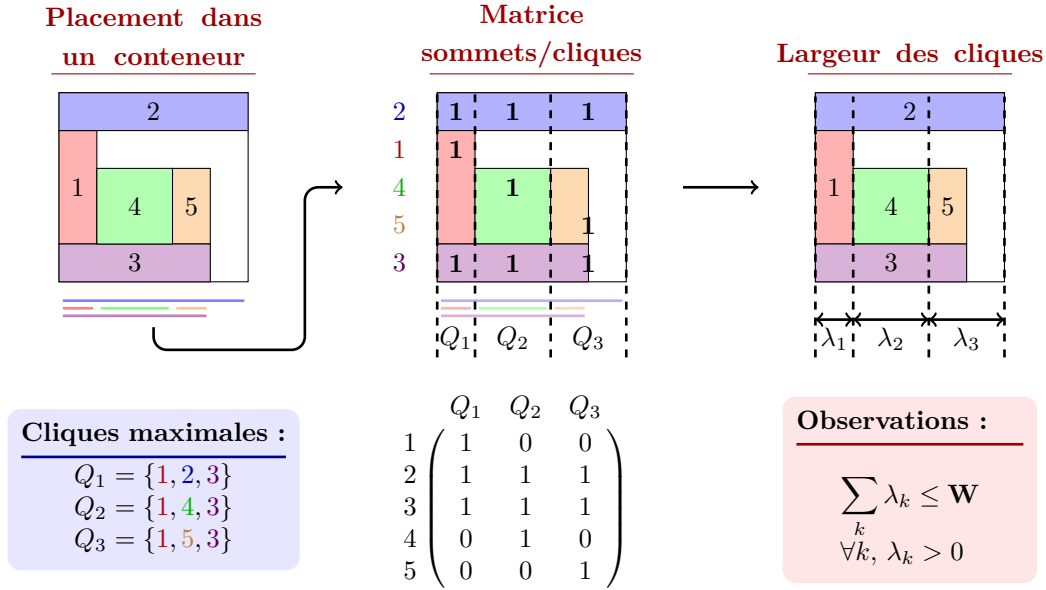 Placement dans
un conteneur
2
1
4
5
3
Matrice
sommets/cliques
2 1 1 1
1 1
4 1
5 1
3 1 1 1
Q₁ Q₂ Q₃
Largeur des cliques
2
1
4
5
3
λ₁ λ₂ λ₃
Cliques maximales :
Q₁ = {1, 2, 3}
Q₂ = {1, 4, 3}
Q₃ = {1, 5, 3}
Q₁ Q₂ Q₃
1 1 0 0
2 1 1 1
3 1 1 1
4 0 1 0
5 0 0 1
Observations :
∑ λₖ ≤ W
k
∀k, λₖ > 0